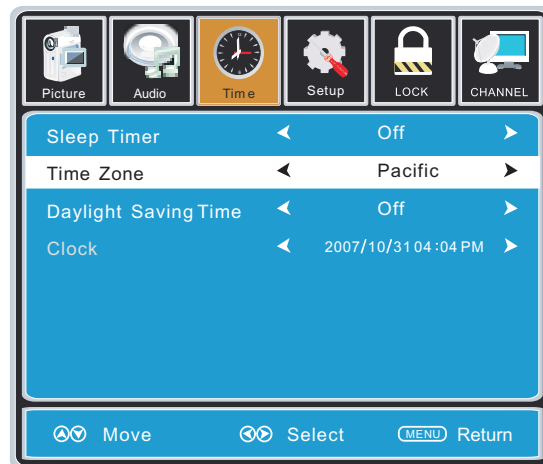 Picture Audio Time Setup LOCK CHANNEL
Sleep Timer Off
Time Zone Pacific
Daylight Saving Time Off
Clock 2007/10/31 04:04 PM
Move Select MENU Return